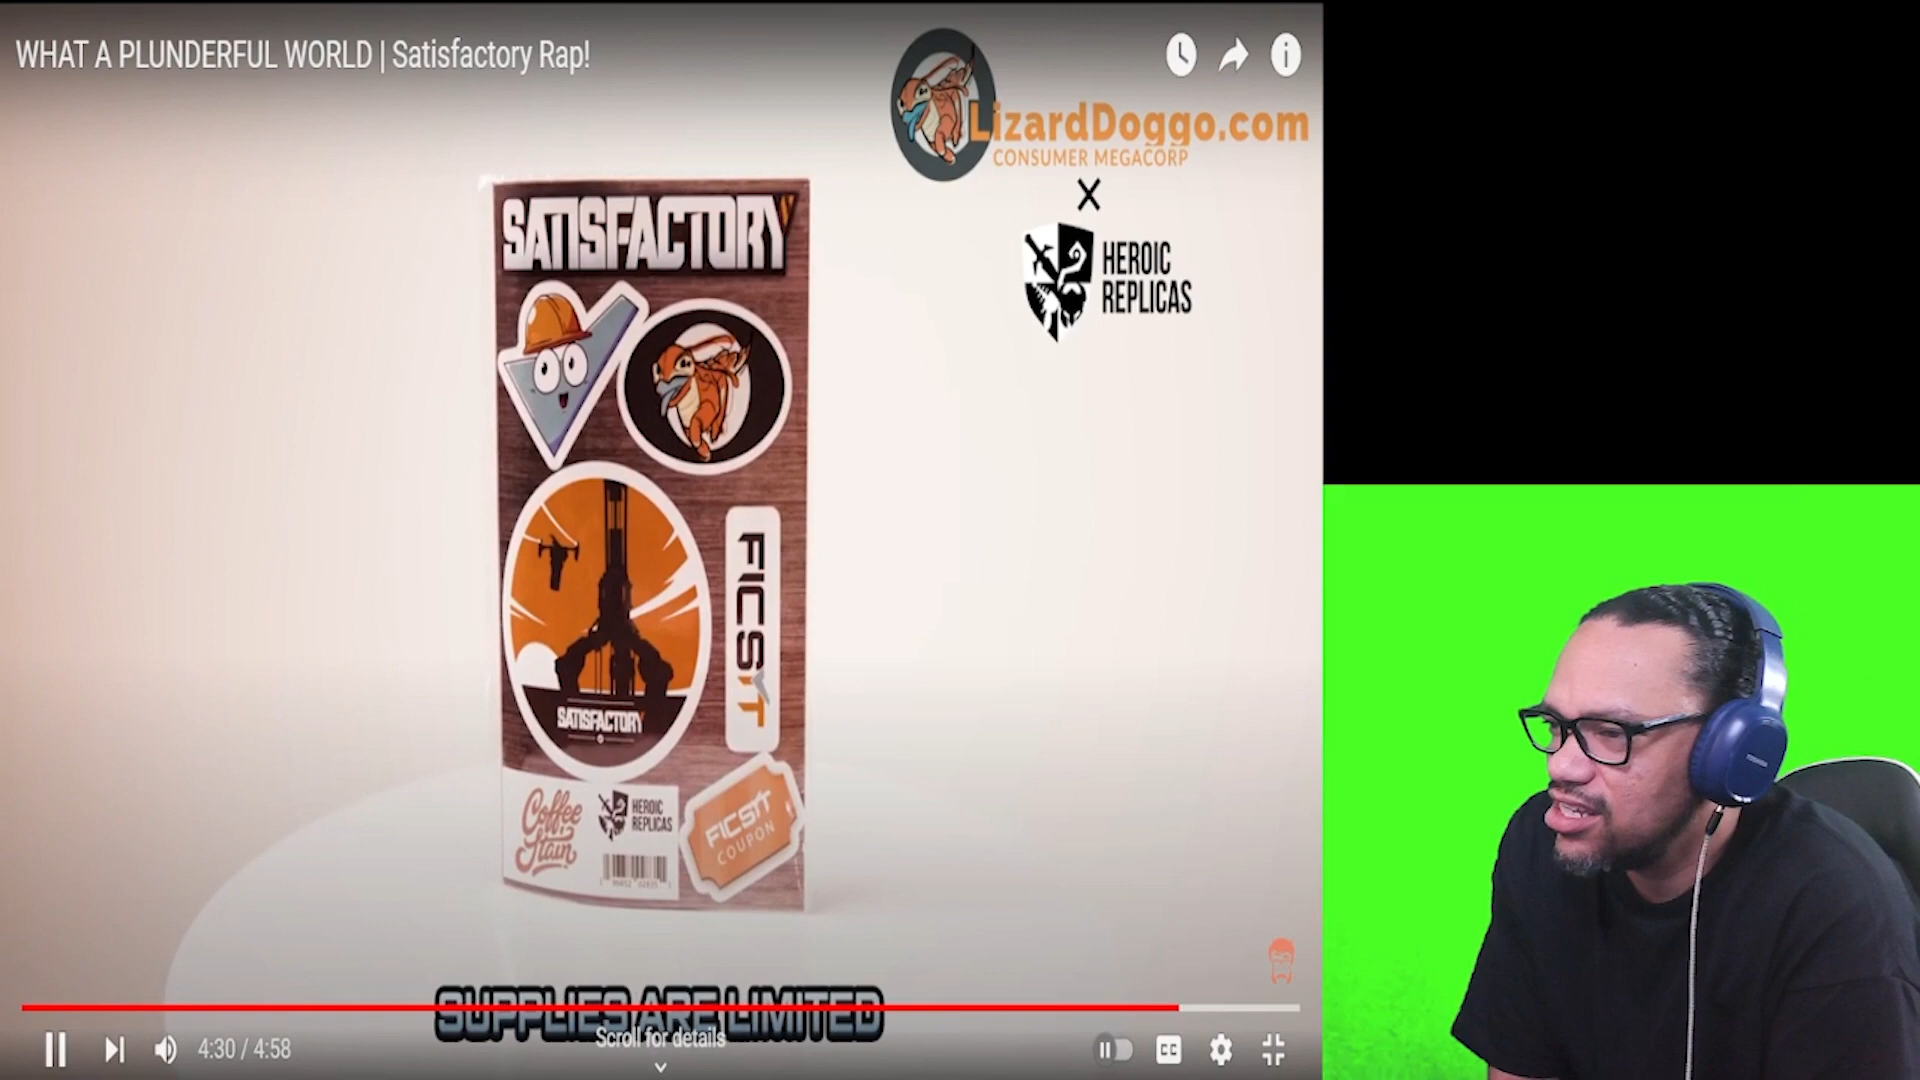 WHAT A PLUNDERFUL WORLD | Satisfactory Rap!
LizardDoggo.com
CONSUMER MEGACORP
X
HEROIC
REPLICAS
SATISFACTORY
FICSIT
SATISFACTORY
Coffee
Stain
HEROIC
REPLICAS
FICSIT
COUPON
SUPPLIES ARE LIMITED
Scroll for details
4:30 / 4:58
CC